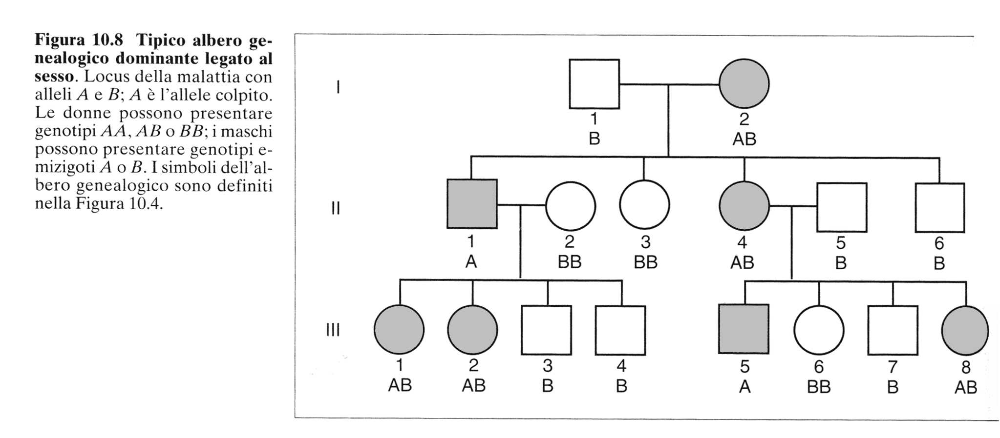 Figura 10.8 Tipico albero ge-
nealogico dominante legato al
sesso. Locus della malattia con
alleli A e B; A è l'allele colpito.
Le donne possono presentare
genotipi AA, AB o BB; i maschi
possono presentare genotipi e-
mizigoti A o B. I simboli dell'al-
bero genealogico sono definiti
nella Figura 10.4.
I
1 2
B AB
II
1 2 3 4 5 6
A BB BB AB B B
III
1 2 3 4 5 6 7 8
AB AB B B A BB B AB